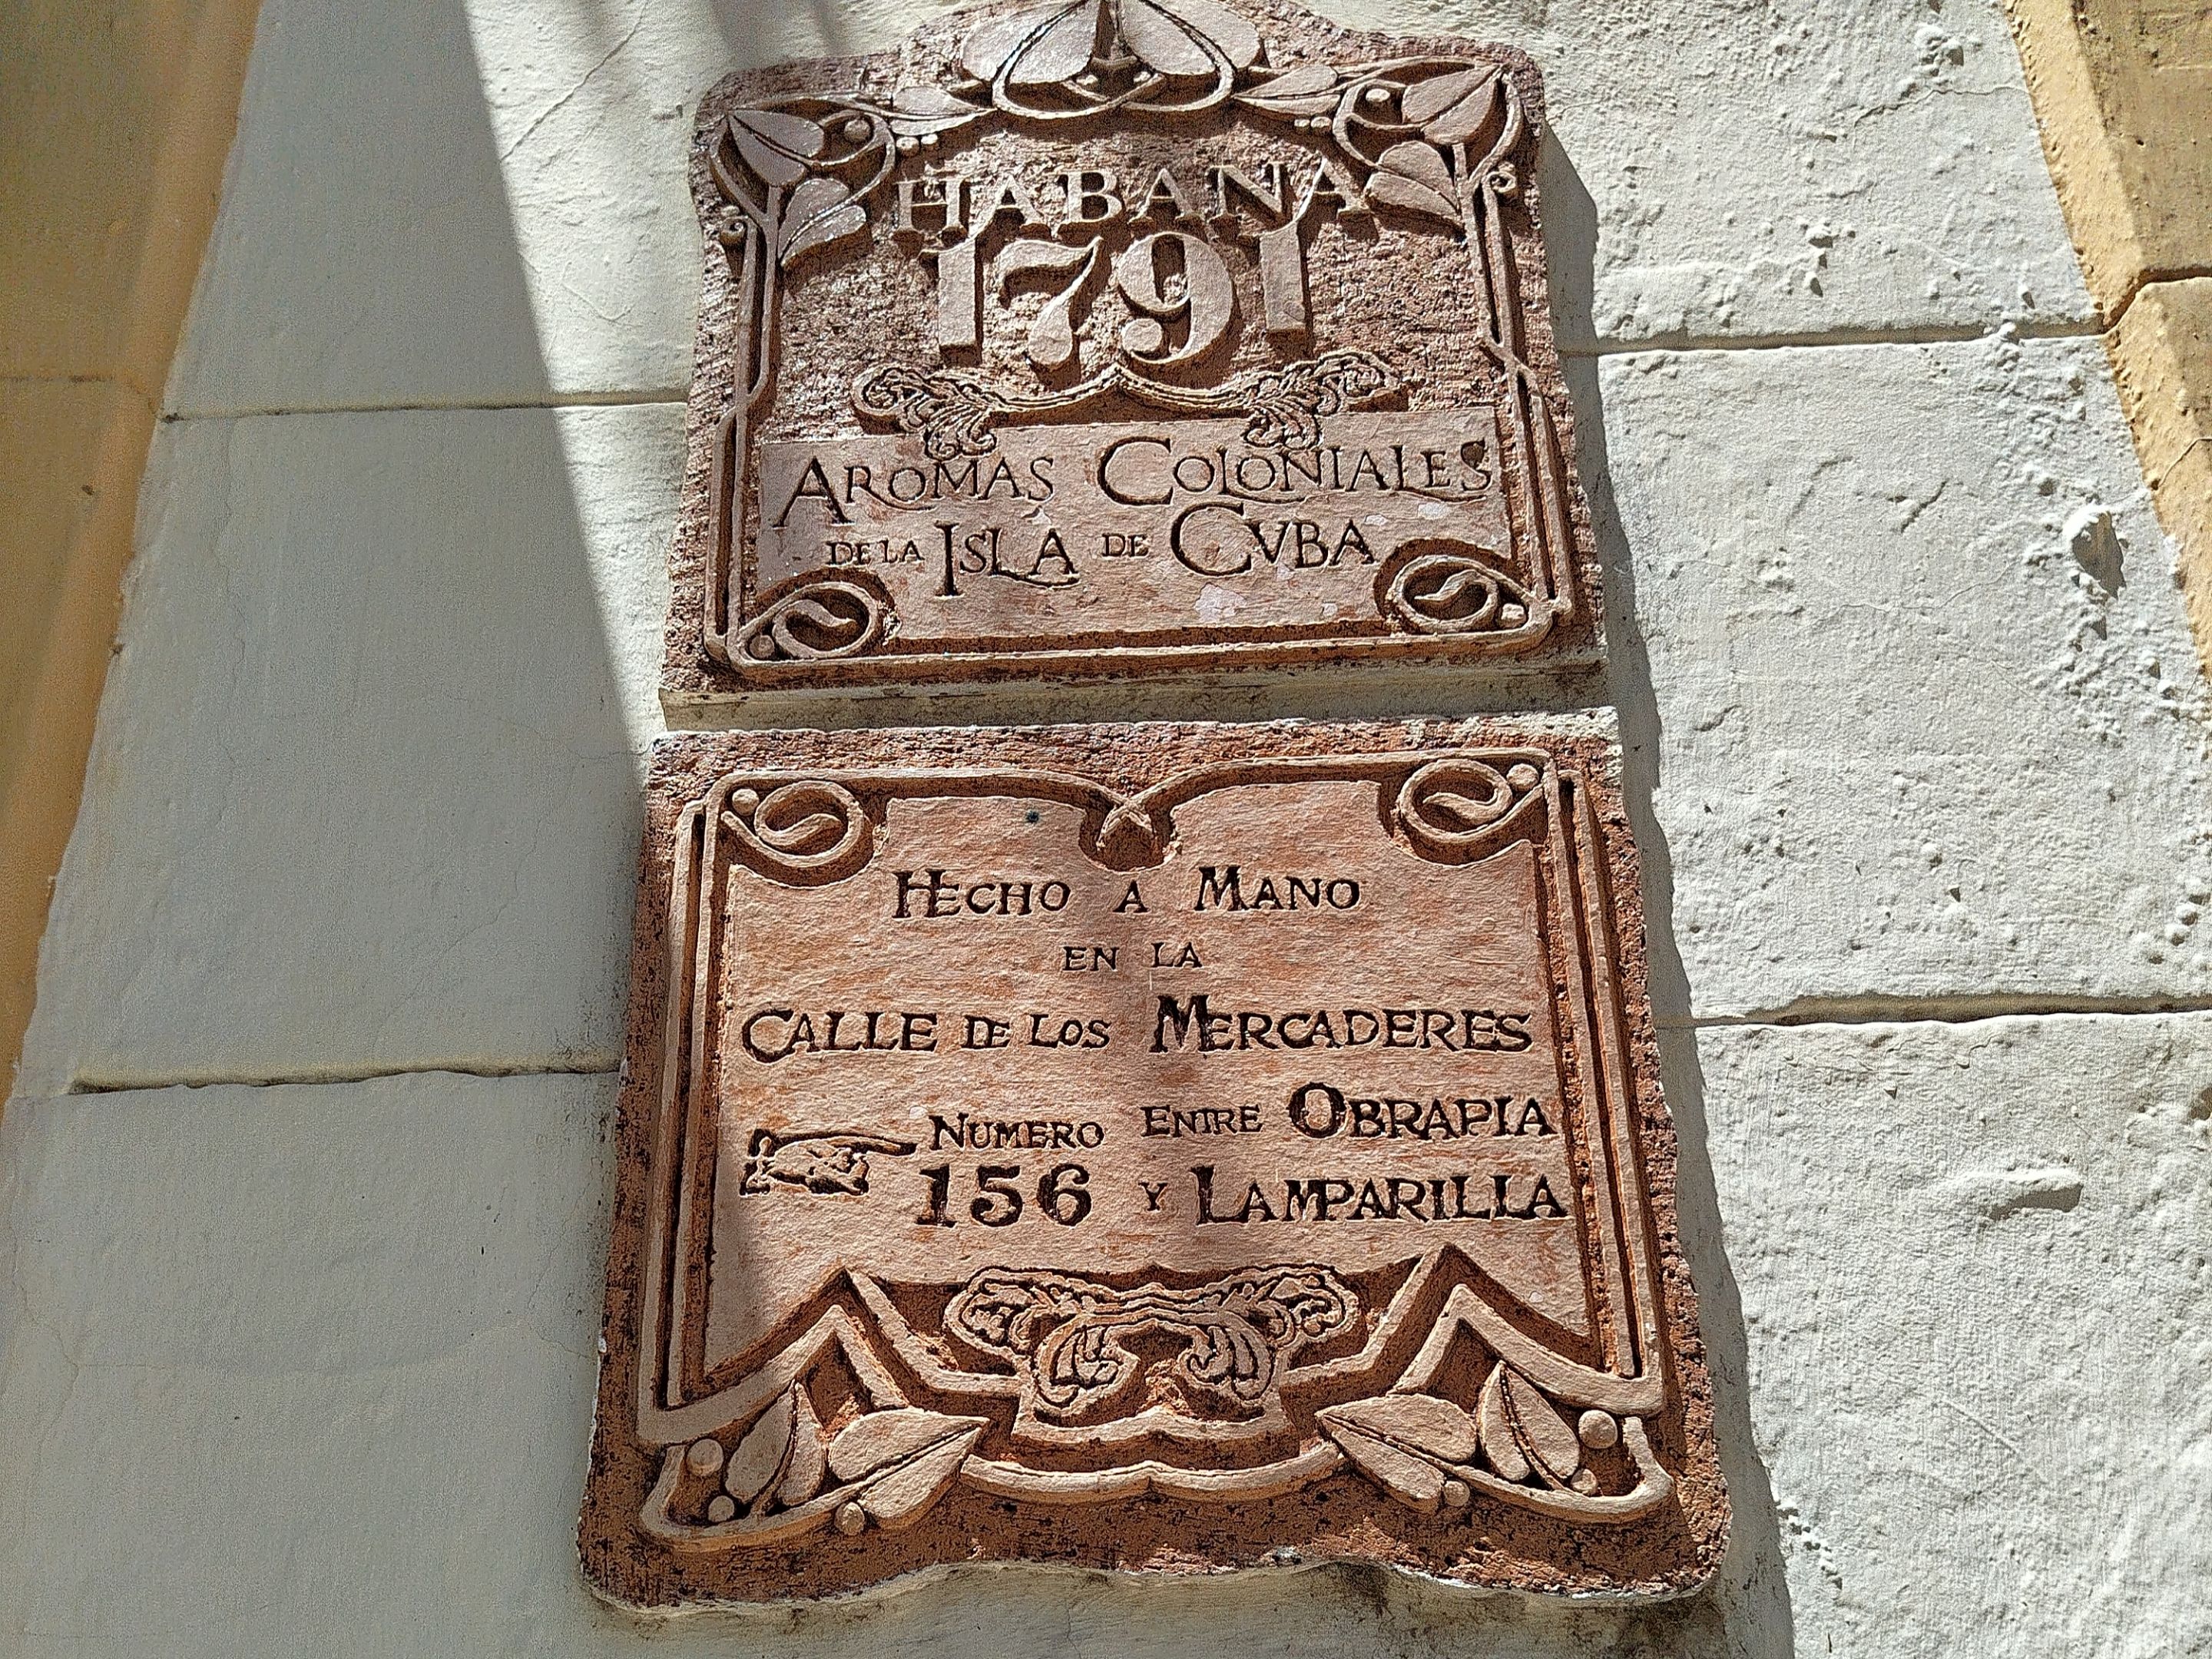 HABANA
1791
AROMAS COLONIALES
DE LA ISLA DE CVBA
HECHO A MANO
EN LA
CALLE DE LOS MERCADERES
NUMERO ENTRE OBRAPIA
156 Y LAMPARILLA